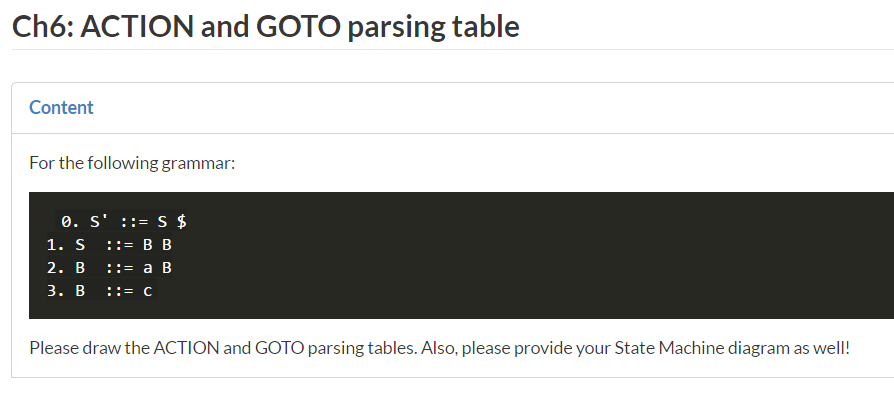 Ch6: ACTION and GOTO parsing table
Content
For the following grammar:
0. S' ::= S $
1. S ::= B B
2. B ::= a B
3. B ::= c
Please draw the ACTION and GOTO parsing tables. Also, please provide your State Machine diagram as well!